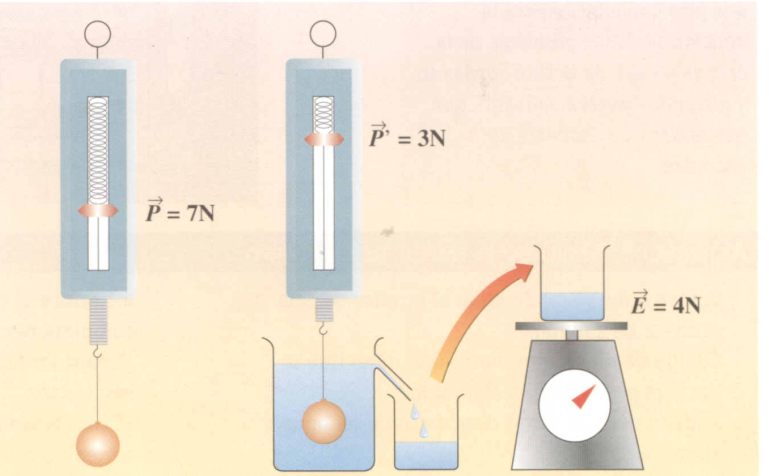 P⃗ = 7N
P⃗' = 3N
E⃗ = 4N